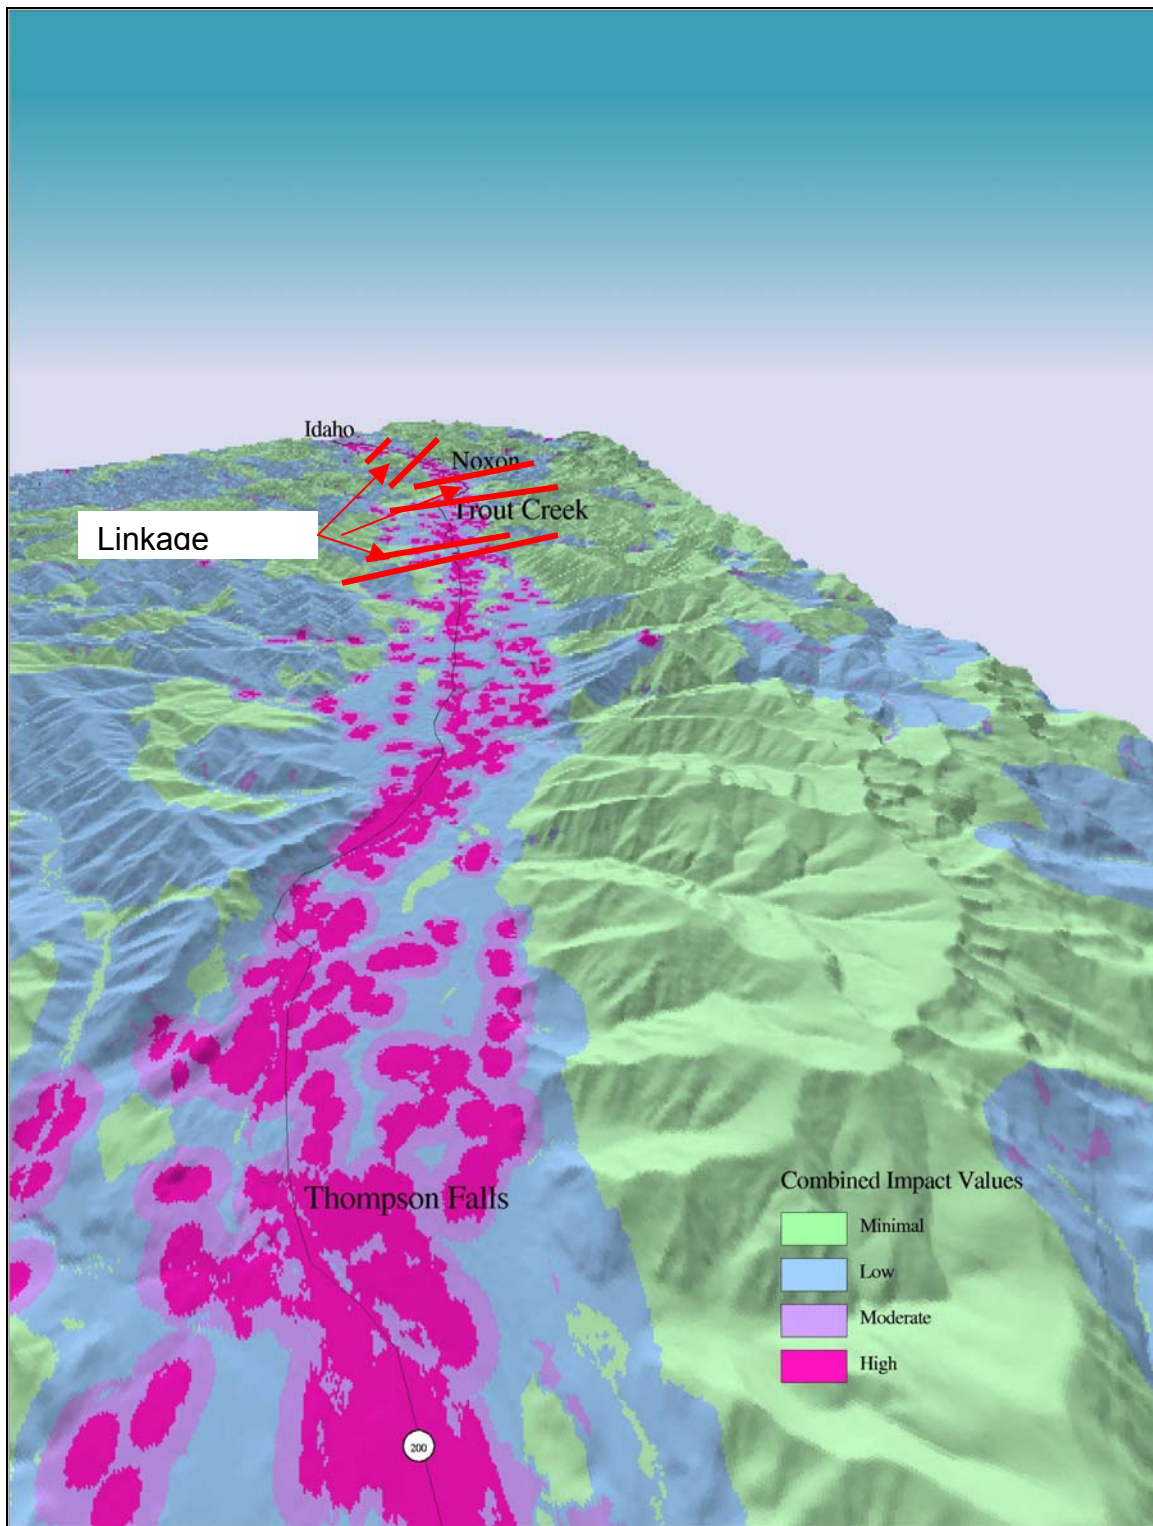 Idaho
Noxon
Trout Creek
Linkage
Thompson Falls
Combined Impact Values
Minimal
Low
Moderate
High
200